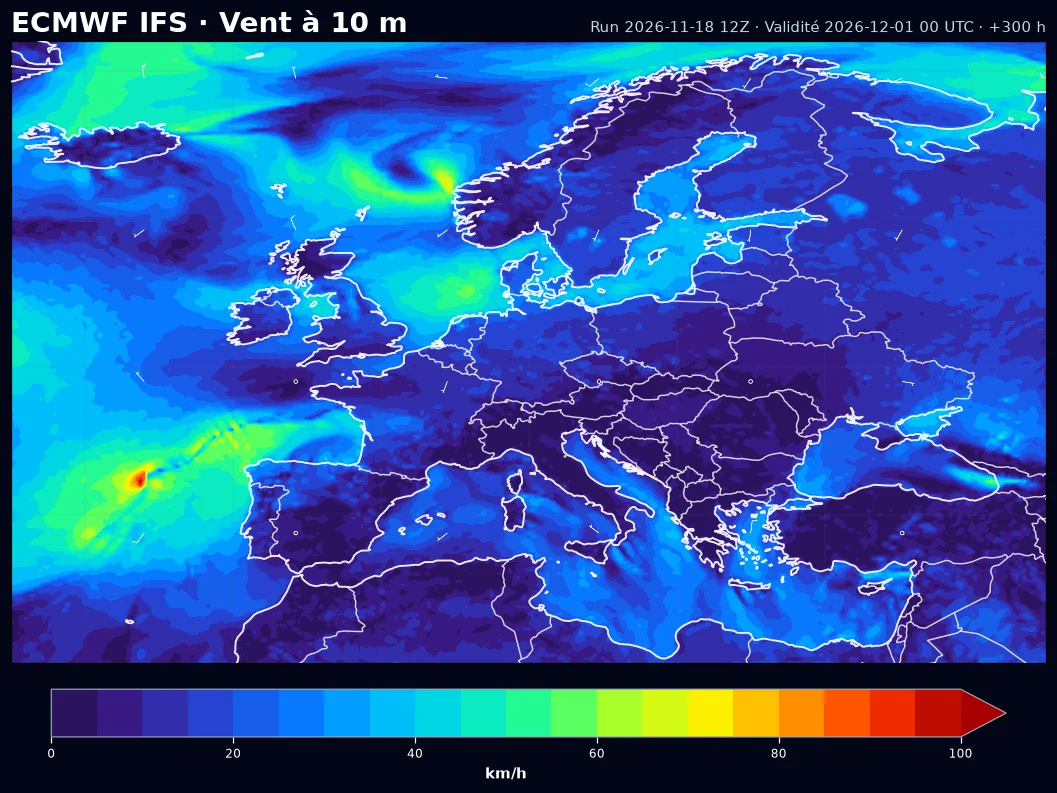 ECMWF IFS · Vent à 10 m
Run 2026-11-18 12Z · Validité 2026-12-01 00 UTC · +300 h
0 20 40 60 80 100
km/h